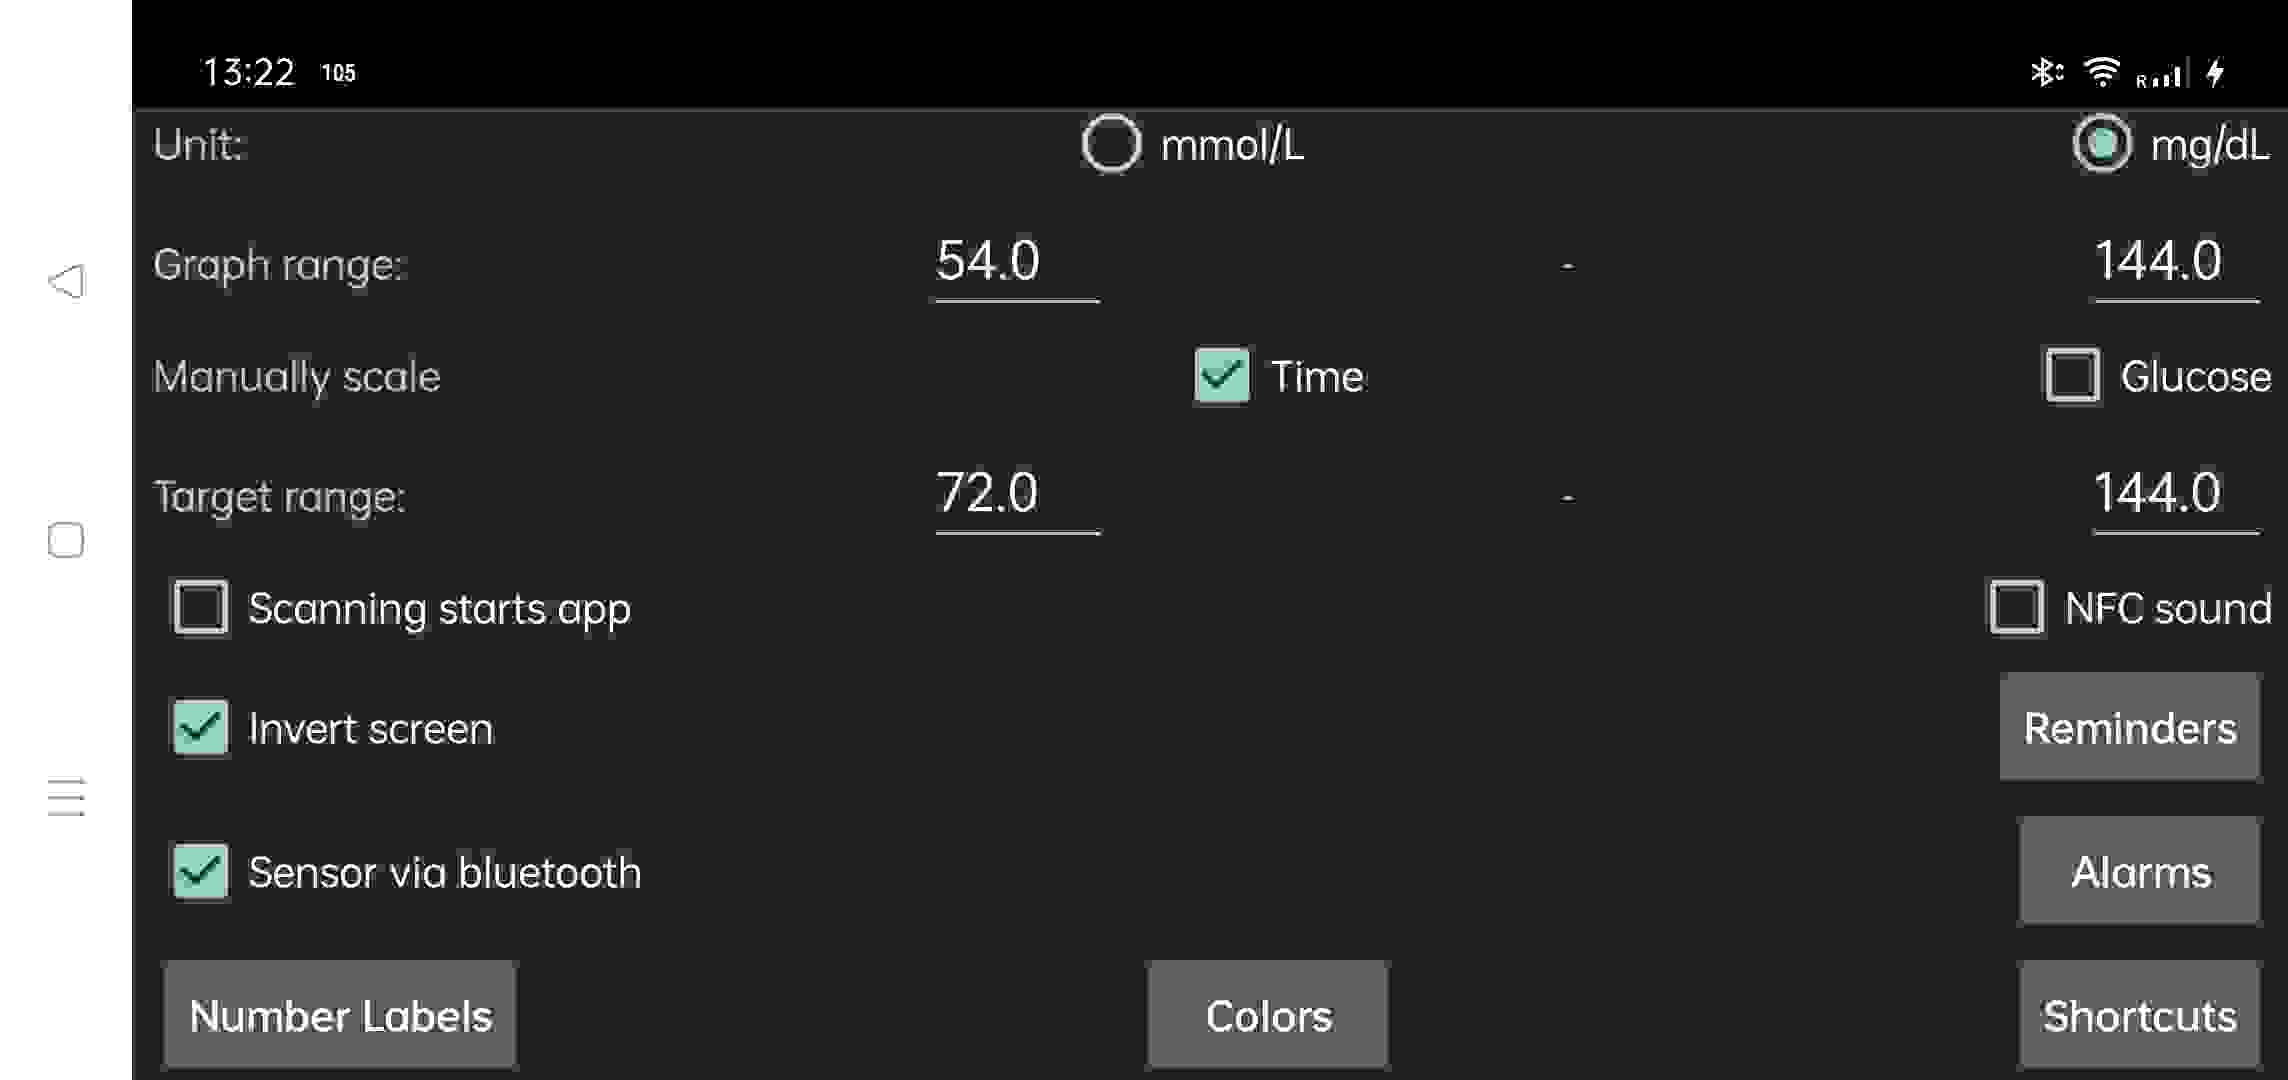 13:22 105 R
Unit: mmol/L mg/dL
Graph range: 54.0 - 144.0
Manually scale Time Glucose
Target range: 72.0 - 144.0
Scanning starts app NFC sound
Invert screen Reminders
Sensor via bluetooth Alarms
Number Labels Colors Shortcuts